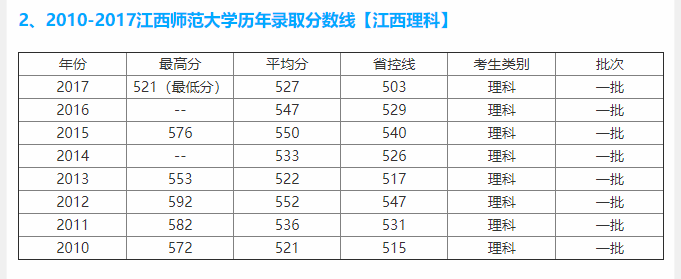 2、2010-2017江西师范大学历年录取分数线【江西理科】
年份 最高分 平均分 省控线 考生类别 批次
2017 521（最低分） 527 503 理科 一批
2016 -- 547 529 理科 一批
2015 576 550 540 理科 一批
2014 -- 533 526 理科 一批
2013 553 522 517 理科 一批
2012 592 552 547 理科 一批
2011 582 536 531 理科 一批
2010 572 521 515 理科 一批